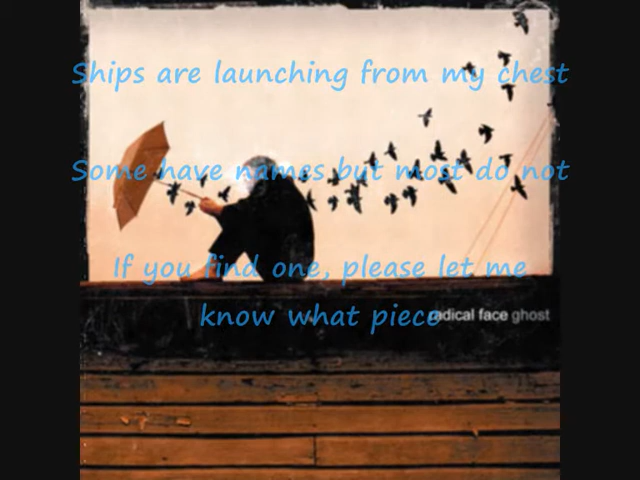 Ships are launching from my chest
Some have names but most do not
If you find one, please let me
know what piece
radical face ghost